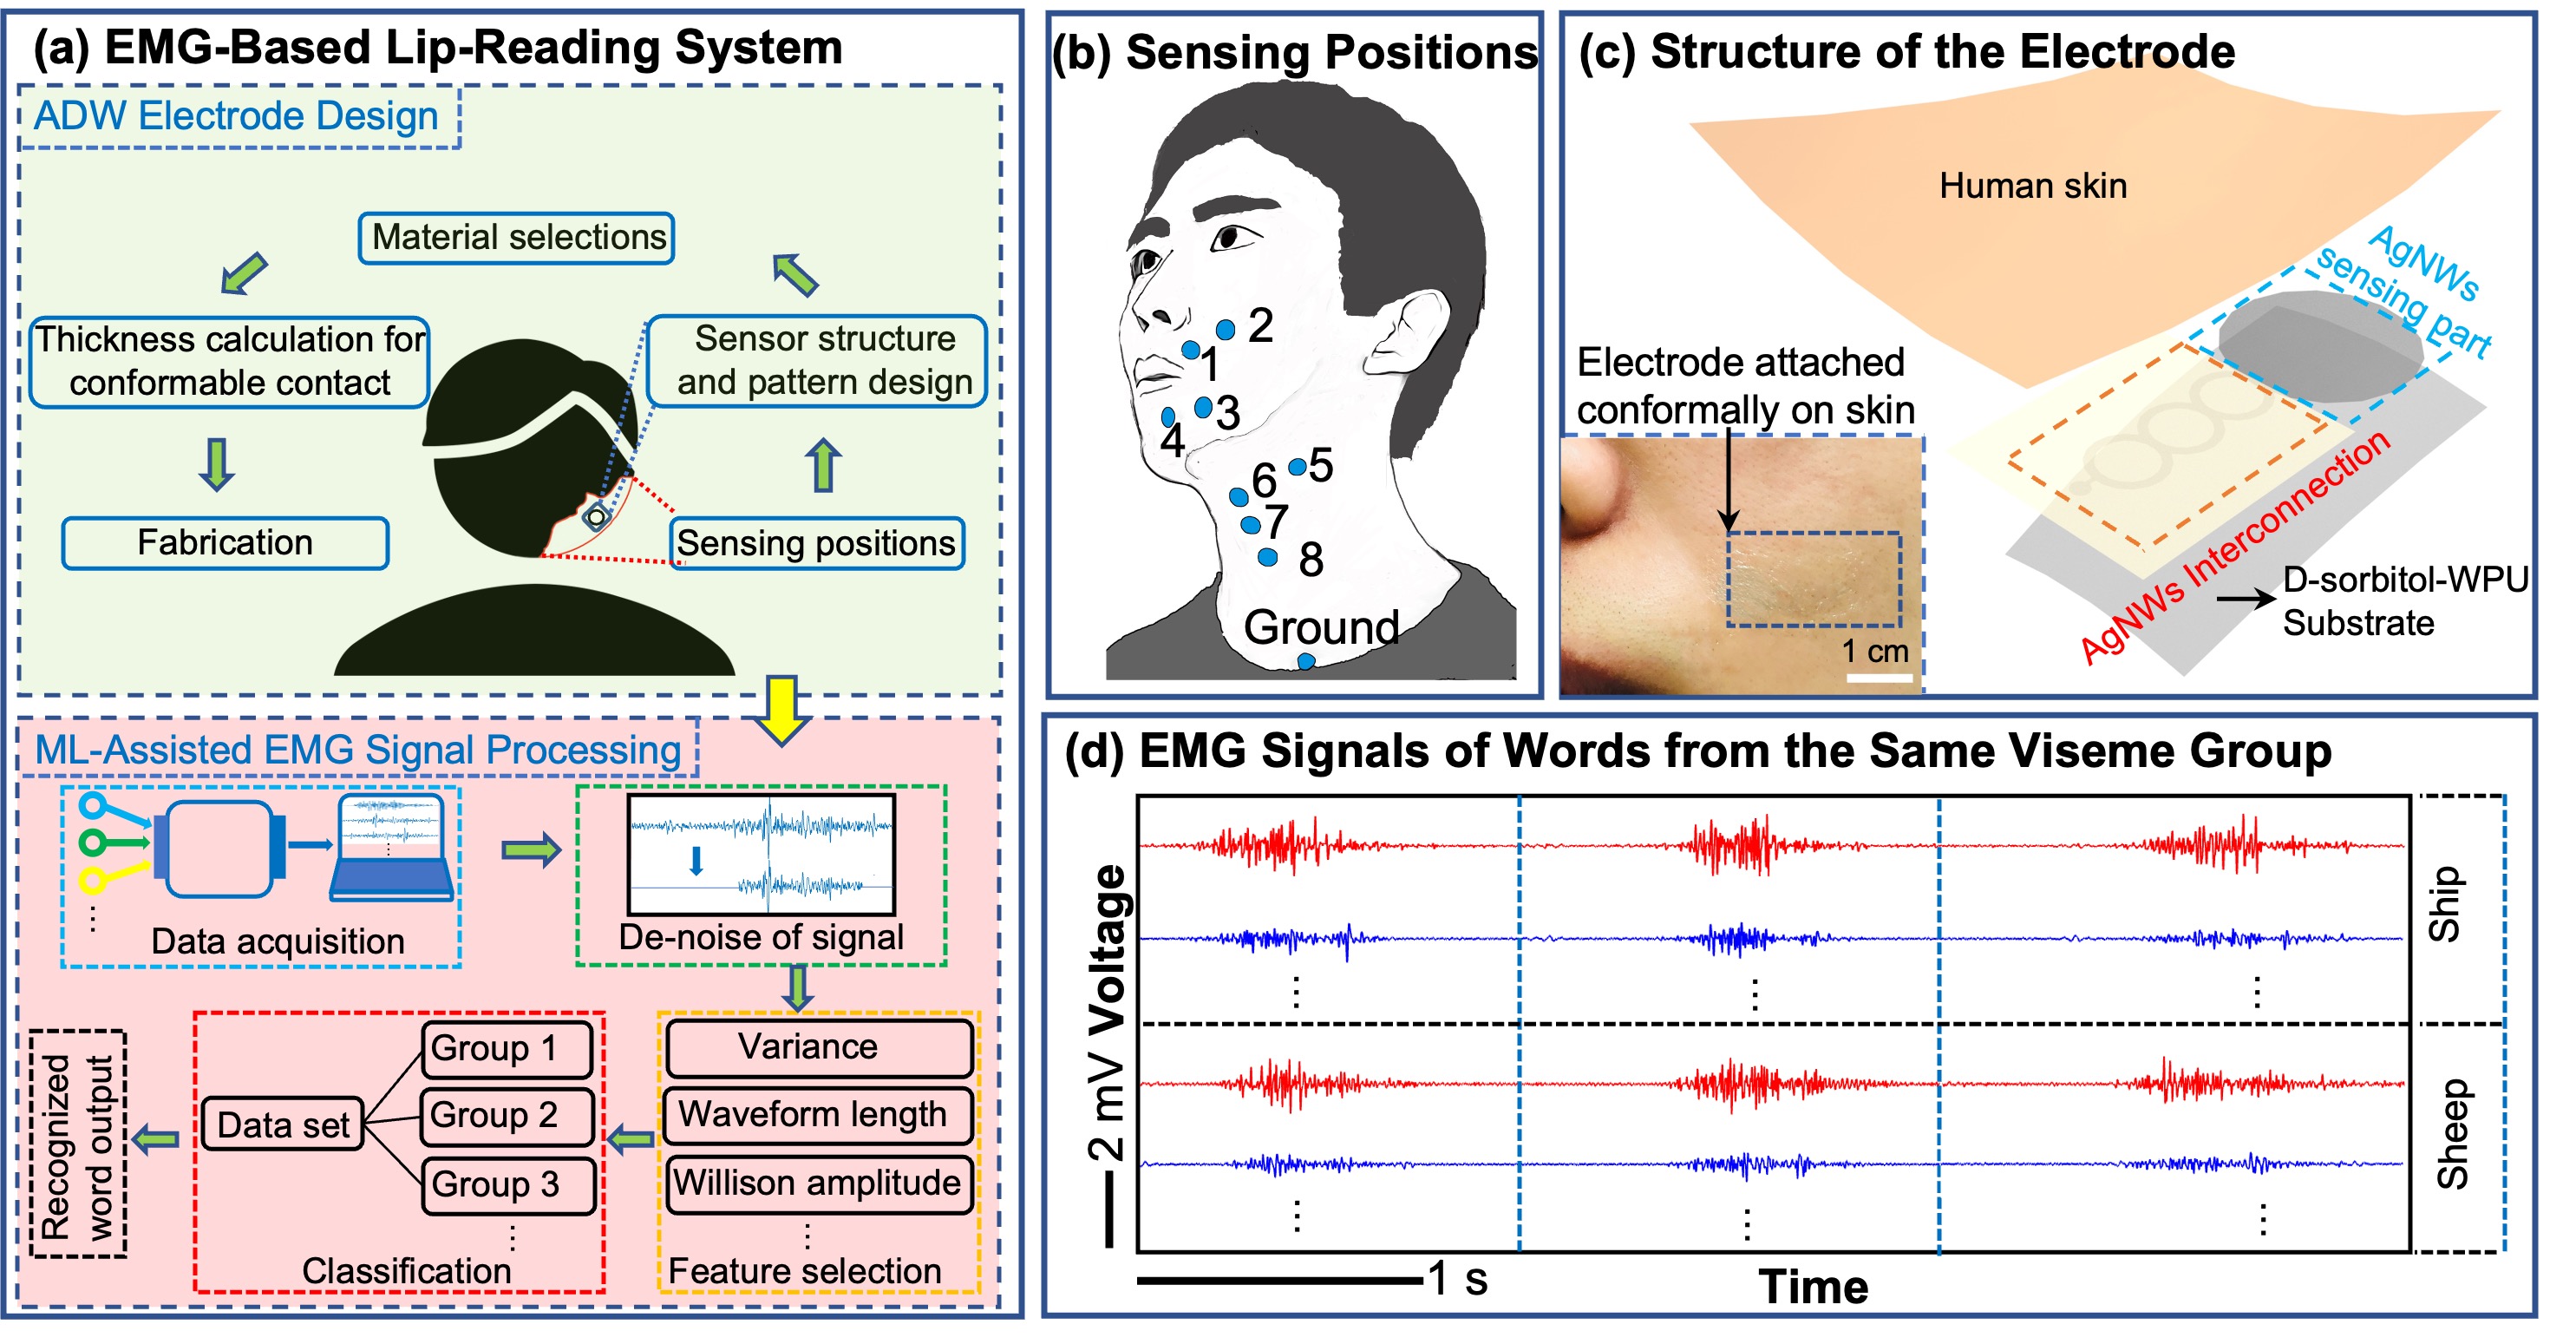 (a) EMG-Based Lip-Reading System
ADW Electrode Design
Material selections
Thickness calculation for
conformable contact
Sensor structure
and pattern design
Fabrication
Sensing positions
ML-Assisted EMG Signal Processing
Data acquisition
De-noise of signal
Recognized
word output
Data set
Group 1
Group 2
Group 3
Classification
Variance
Waveform length
Willison amplitude
Feature selection
(b) Sensing Positions
2
1
3
4
5
6
7
8
Ground
(c) Structure of the Electrode
Human skin
AgNWs
sensing part
Electrode attached
conformally on skin
AgNWs Interconnection
D-sorbitol-WPU
Substrate
1 cm
(d) EMG Signals of Words from the Same Viseme Group
Voltage
2 mV
Ship
Sheep
1 s
Time